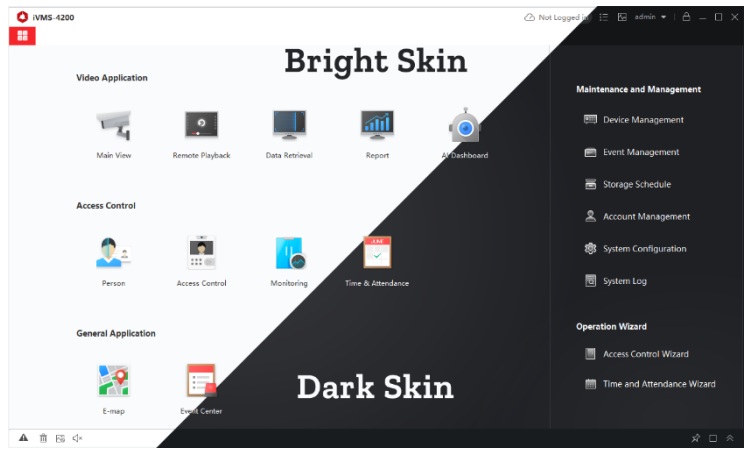 iVMS-4200
Not Logged in
admin
Bright Skin
Video Application
Main View
Remote Playback
Data Retrieval
Report
AI Dashboard
Access Control
Person
Access Control
Monitoring
JUNE
Time & Attendance
General Application
E-map
Event Center
Dark Skin
Maintenance and Management
Device Management
Event Management
Storage Schedule
Account Management
System Configuration
System Log
Operation Wizard
Access Control Wizard
Time and Attendance Wizard